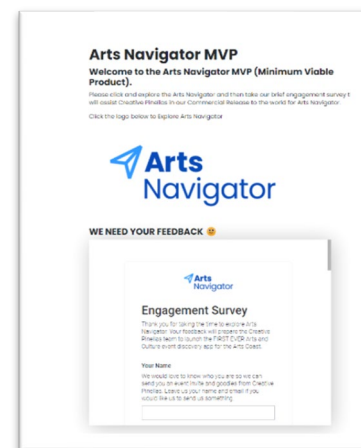 Arts Navigator MVP
Welcome to the Arts Navigator MVP (Minimum Viable
Product).
Please click and explore the Arts Navigator and then take our brief engagement survey t
will assist Creative Pinellas in our Commercial Release to the world for Arts Navigator
Click the logo below to Explore Arts Navigator
Arts
Navigator
WE NEED YOUR FEEDBACK 🙂
Arts
Navigator
Engagement Survey
Thank you for taking the time to explore Arts
Navigator. Your feedback will prepare the Creative
Pinellas team to launch the FIRST EVER Arts and
Culture event discovery app for the Arts Coast.
Your Name
We would love to know who you are so we can
send you an event invite and goodies from Creative
Pinellas. Leave us your name and email if you
would like us to send us something.